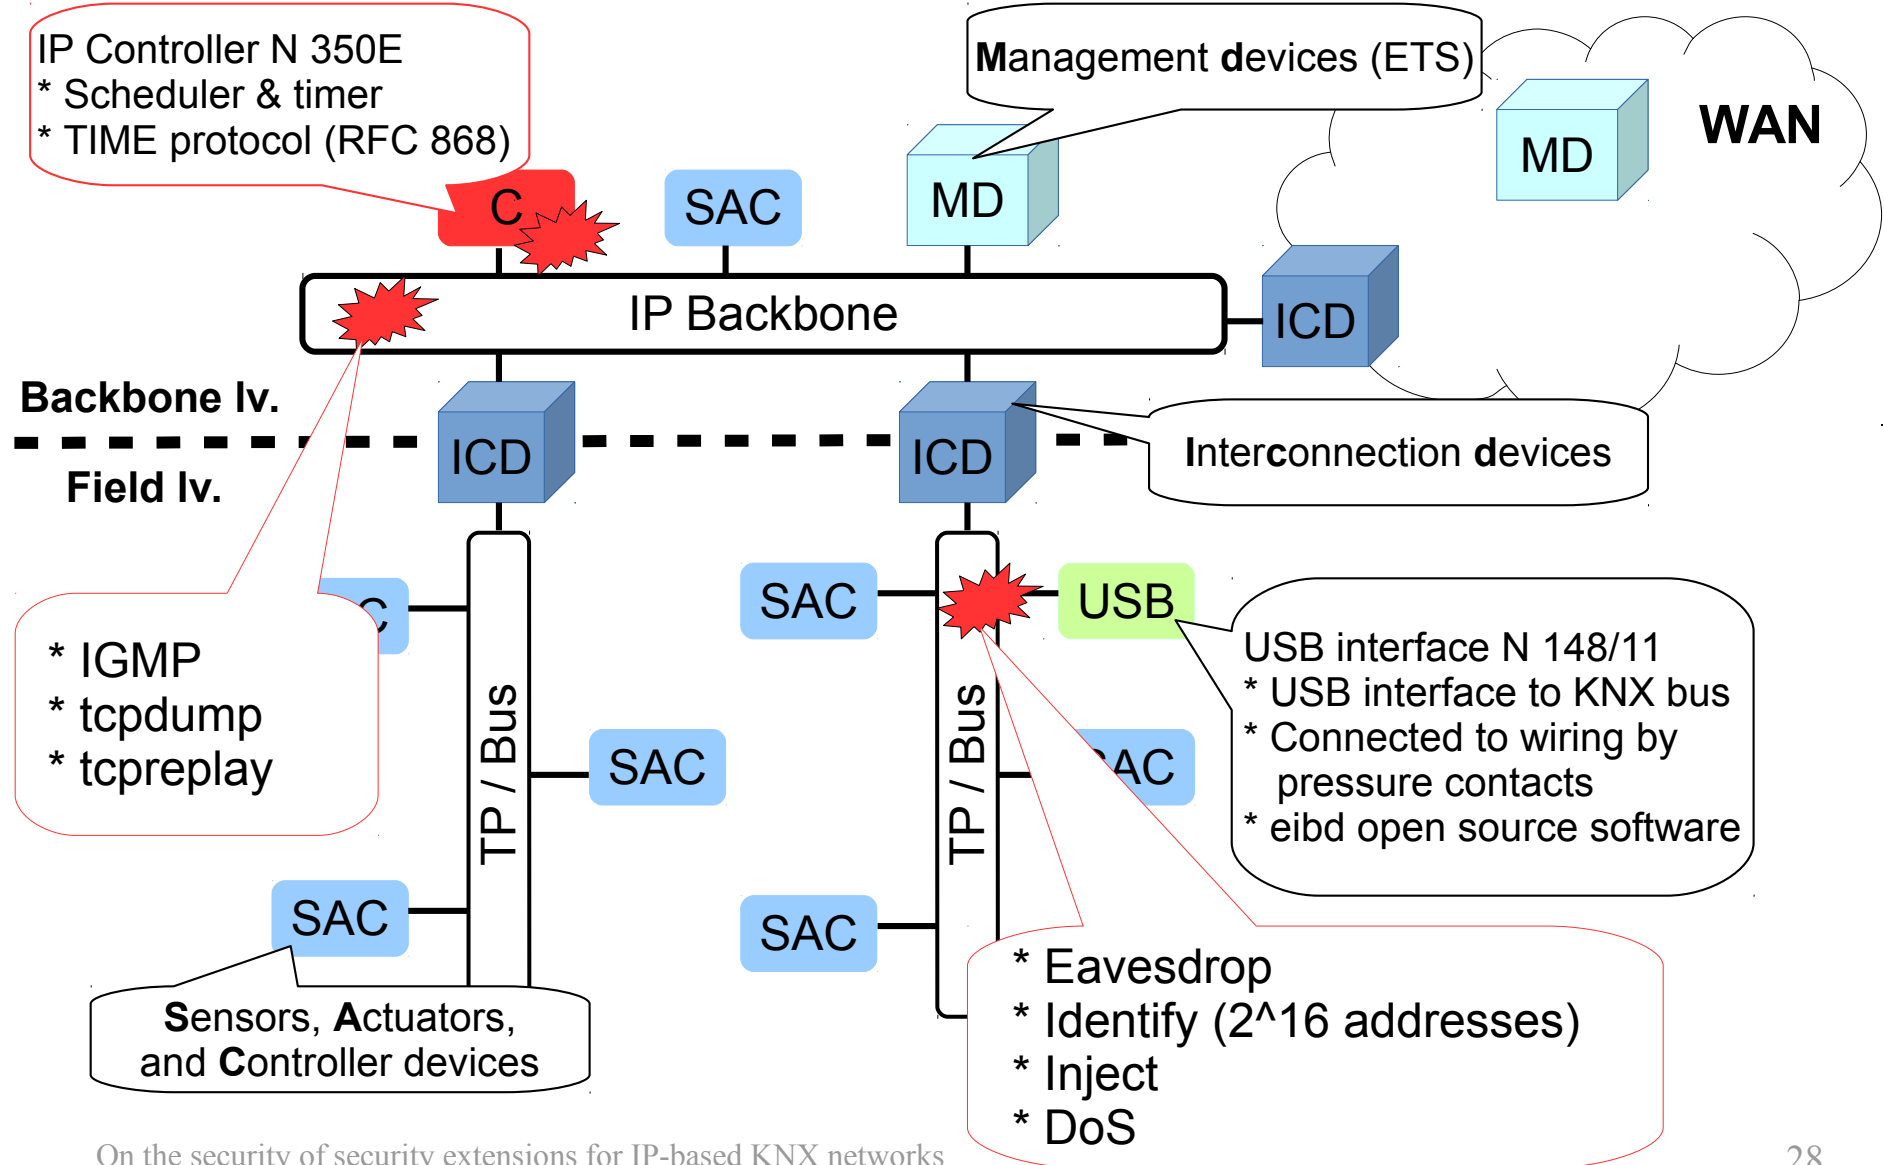 IP Controller N 350E
* Scheduler & timer
* TIME protocol (RFC 868)
Management devices (ETS)
WAN
MD
C
SAC
MD
IP Backbone
ICD
Backbone lv.
ICD
ICD
Interconnection devices
Field lv.
SAC
USB
C
* IGMP
* tcpdump
* tcpreplay
USB interface N 148/11
* USB interface to KNX bus
* Connected to wiring by
pressure contacts
* eibd open source software
TP / Bus
SAC
TP / Bus
AC
SAC
SAC
Sensors, Actuators,
and Controller devices
* Eavesdrop
* Identify (2^16 addresses)
* Inject
* DoS
On the security of security extensions for IP-based KNX networks
28